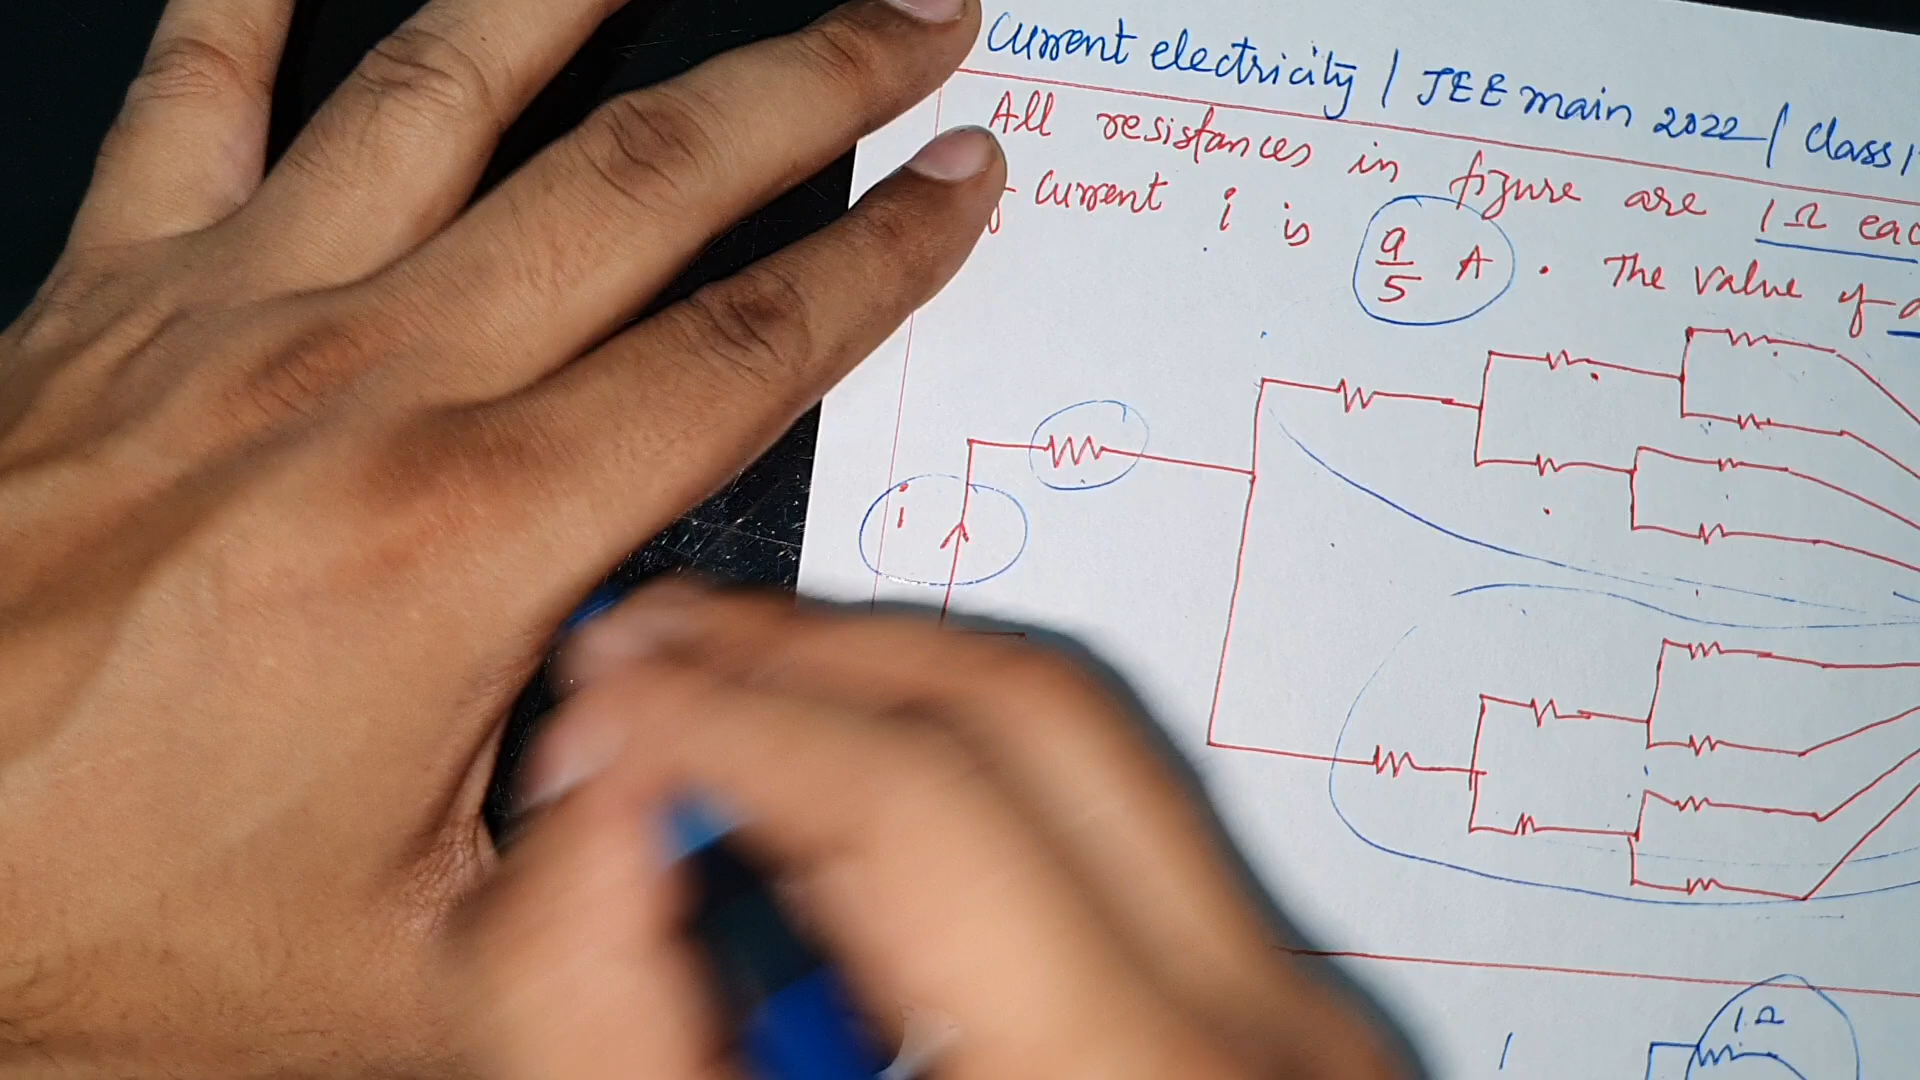 Current electricity / JEE main 2022 / Class
All resistances in figure are 1Ω eac
current i is a/5 A. The value of a
i
1Ω